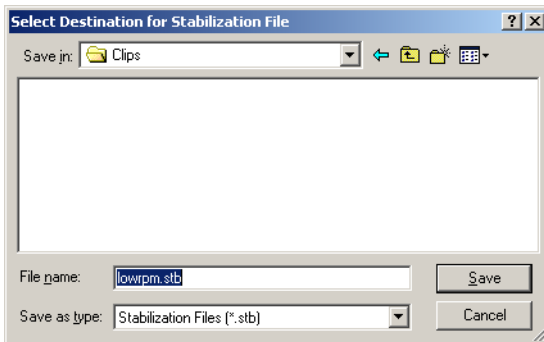 Select Destination for Stabilization File
Save in: Clips
File name: lowrpm.stb Save
Save as type: Stabilization Files (*.stb) Cancel